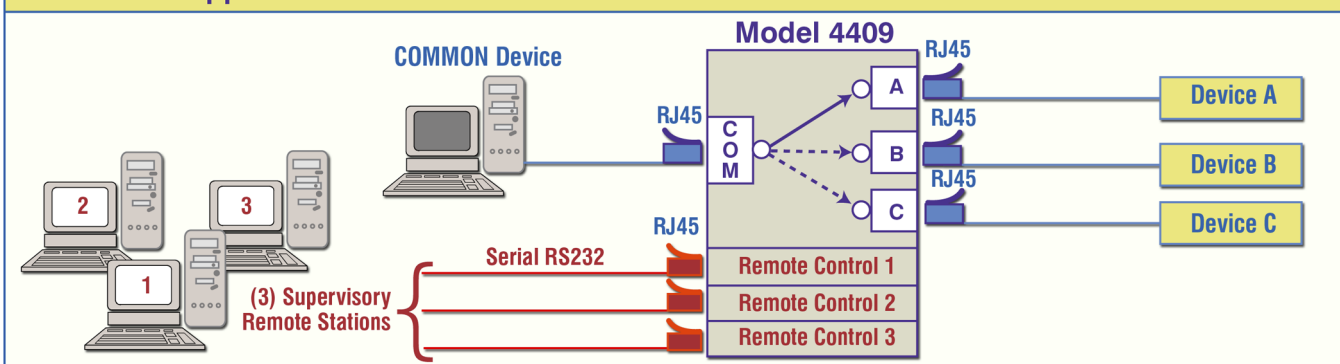 Model 4409
COMMON Device
RJ45
RJ45
COM
A
B
C
RJ45
RJ45
Device A
Device B
Device C
2
3
1
(3) Supervisory
Remote Stations
Serial RS232
RJ45
Remote Control 1
Remote Control 2
Remote Control 3